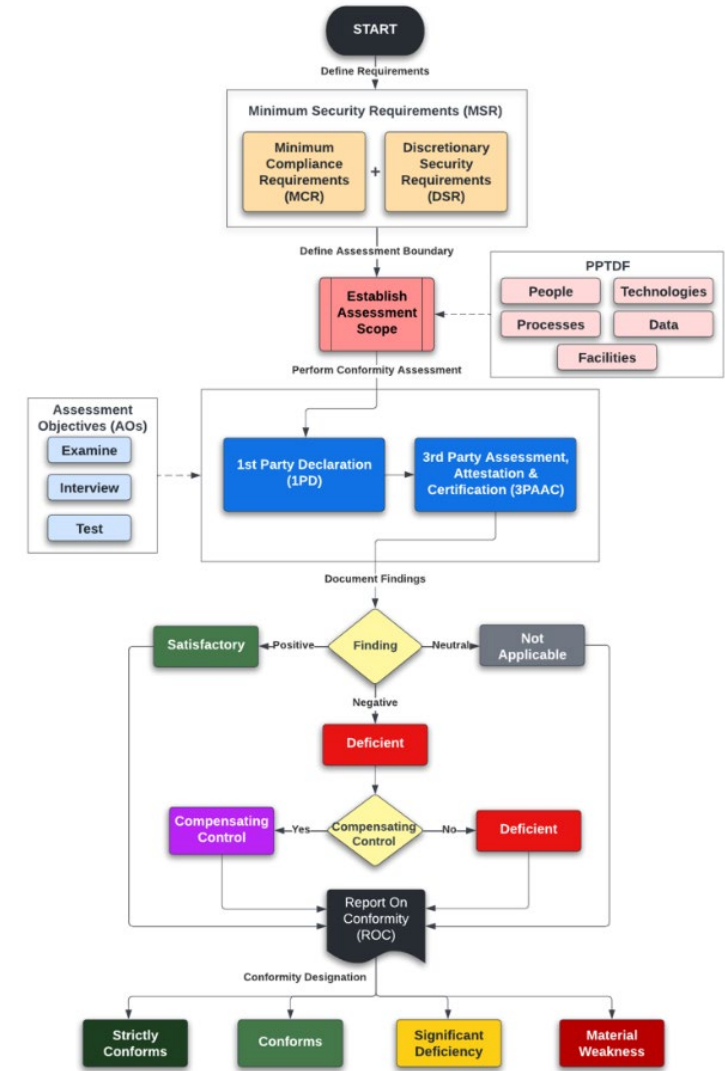 START
Define Requirements
Minimum Security Requirements (MSR)
Minimum
Compliance
Requirements
(MCR)
+
Discretionary
Security
Requirements
(DSR)
Define Assessment Boundary
PPTDF
People
Technologies
Processes
Data
Facilities
Establish
Assessment
Scope
Perform Conformity Assessment
Assessment
Objectives (AOs)
Examine
Interview
Test
1st Party Declaration
(1PD)
3rd Party Assessment,
Attestation &
Certification (3PAAC)
Document Findings
Satisfactory
Positive
Finding
Neutral
Not
Applicable
Negative
Deficient
Compensating
Control
Yes
Compensating
Control
No
Deficient
Report On
Conformity
(ROC)
Conformity Designation
Strictly
Conforms
Conforms
Significant
Deficiency
Material
Weakness